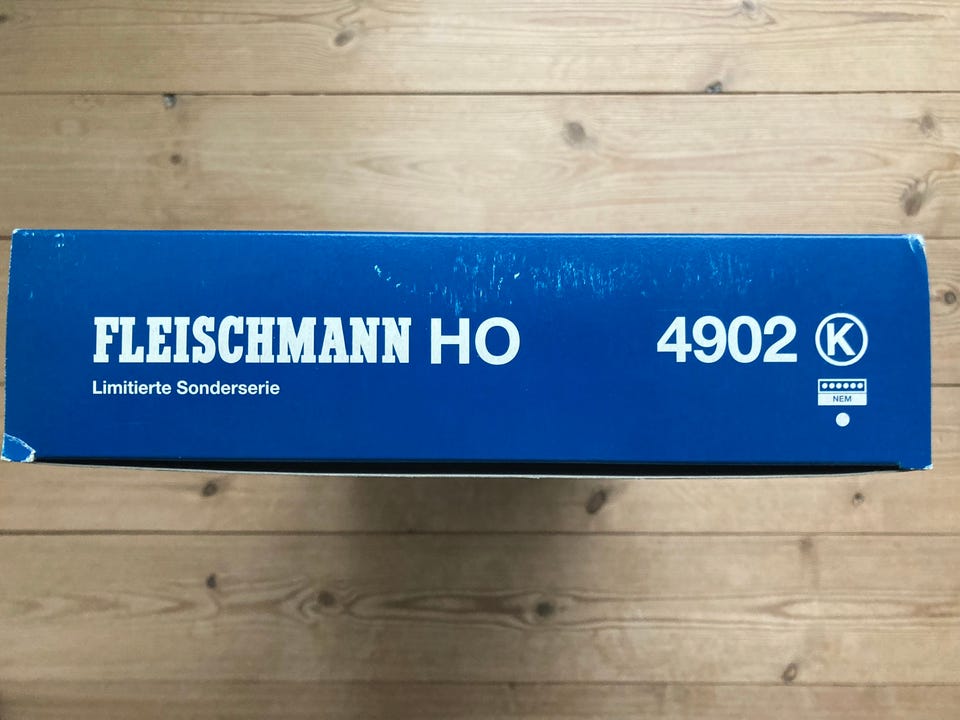 FLEISCHMANN HO 4902 K
Limitierte Sonderserie
NEM